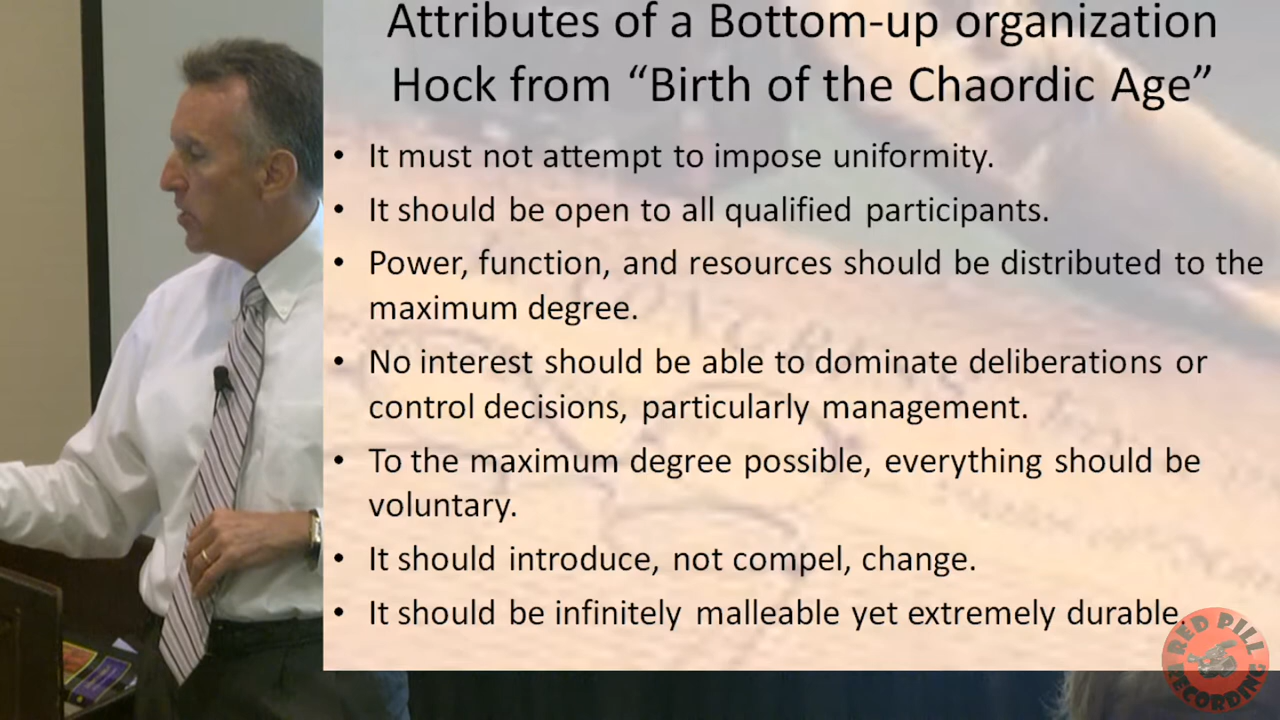 Attributes of a Bottom-up organization
Hock from “Birth of the Chaordic Age”
• It must not attempt to impose uniformity.
• It should be open to all qualified participants.
• Power, function, and resources should be distributed to the
maximum degree.
• No interest should be able to dominate deliberations or
control decisions, particularly management.
• To the maximum degree possible, everything should be
voluntary.
• It should introduce, not compel, change.
• It should be infinitely malleable yet extremely durable.
RED PILL
RECORDING